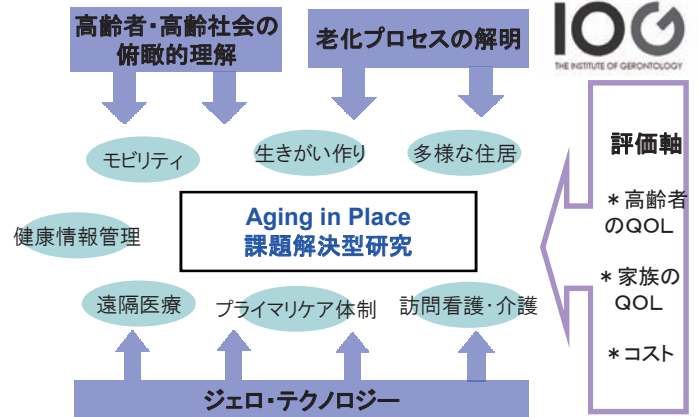 高齢者・高齢社会の
俯瞰的理解
老化プロセスの解明
IOG
THE INSTITUTE OF GERONTOLOGY
モビリティ
生きがい作り
多様な住居
評価軸
＊高齢者
のQOL
＊家族の
QOL
＊コスト
Aging in Place
課題解決型研究
健康情報管理
遠隔医療
プライマリケア体制
訪問看護・介護
ジェロ・テクノロジー